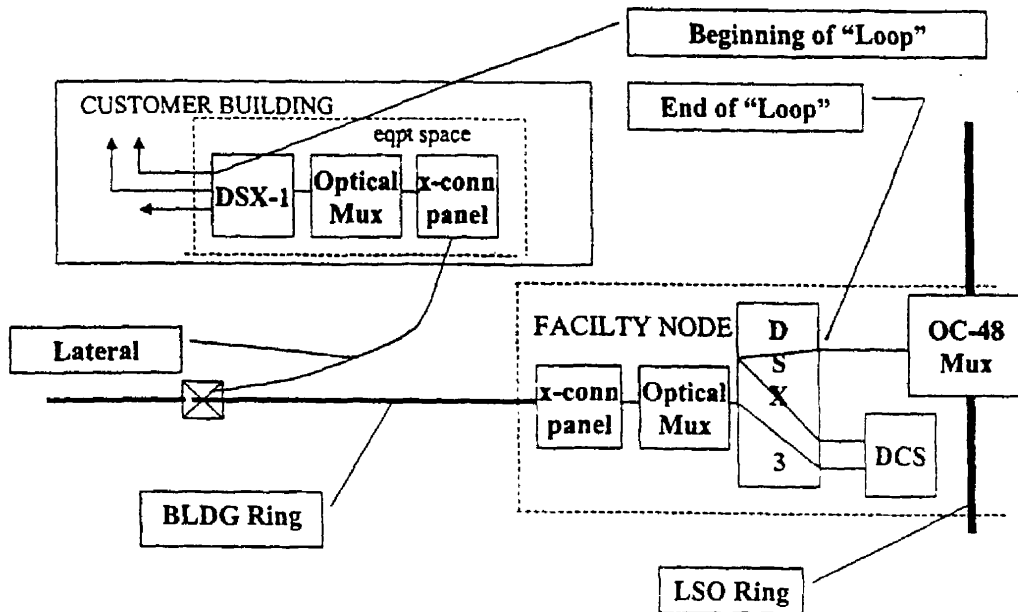 Beginning of “Loop”
CUSTOMER BUILDING
End of “Loop”
eqpt space
DSX-1
Optical
Mux
x-conn
panel
FACILTY NODE
D
S
X
3
OC-48
Mux
Lateral
x-conn
panel
Optical
Mux
DCS
BLDG Ring
LSO Ring